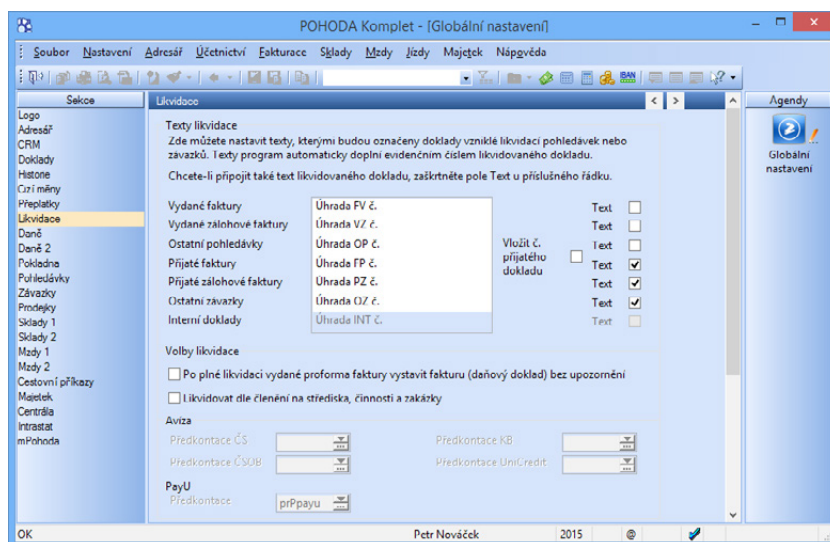 POHODA Komplet - [Globální nastavení]
Soubor Nastavení Adresář Účetnictví Fakturace Sklady Mzdy Jízdy Majetek Nápověda
IBAN
Sekce
Logo
Adresář
CRM
Doklady
Historie
Cizí měny
Přeplatky
Likvidace
Daně
Daně 2
Pokladna
Pohledávky
Závazky
Prodejky
Sklady 1
Sklady 2
Mzdy 1
Mzdy 2
Cestovní příkazy
Majetek
Centrála
Intrastat
mPohoda
Likvidace
Texty likvidace
Zde můžete nastavit texty, kterými budou označeny doklady vzniklé likvidací pohledávek nebo
závazků. Texty program automaticky doplní evidenčním číslem likvidovaného dokladu.
Chcete-li připojit také text likvidovaného dokladu, zaškrtněte pole Text u příslušného řádku.
Vydané faktury Úhrada FV č. Text
Vydané zálohové faktury Úhrada VZ č. Text
Ostatní pohledávky Úhrada OP č. Text
Přijaté faktury Úhrada FP č. Text
Přijaté zálohové faktury Úhrada PZ č. Text
Ostatní závazky Úhrada OZ č. Text
Interní doklady Úhrada INT č. Text
Vložit č.
přijatého
dokladu
Volby likvidace
Po plné likvidaci vydané proforma faktury vystavit fakturu (daňový doklad) bez upozornění
Likvidovat dle členění na střediska, činnosti a zakázky
Avíza
Předkontace ČS Předkontace KB
Předkontace ČSOB Předkontace UniCredit
PayU
Předkontace prPpayu
Agendy
Globální
nastavení
OK Petr Nováček 2015 @